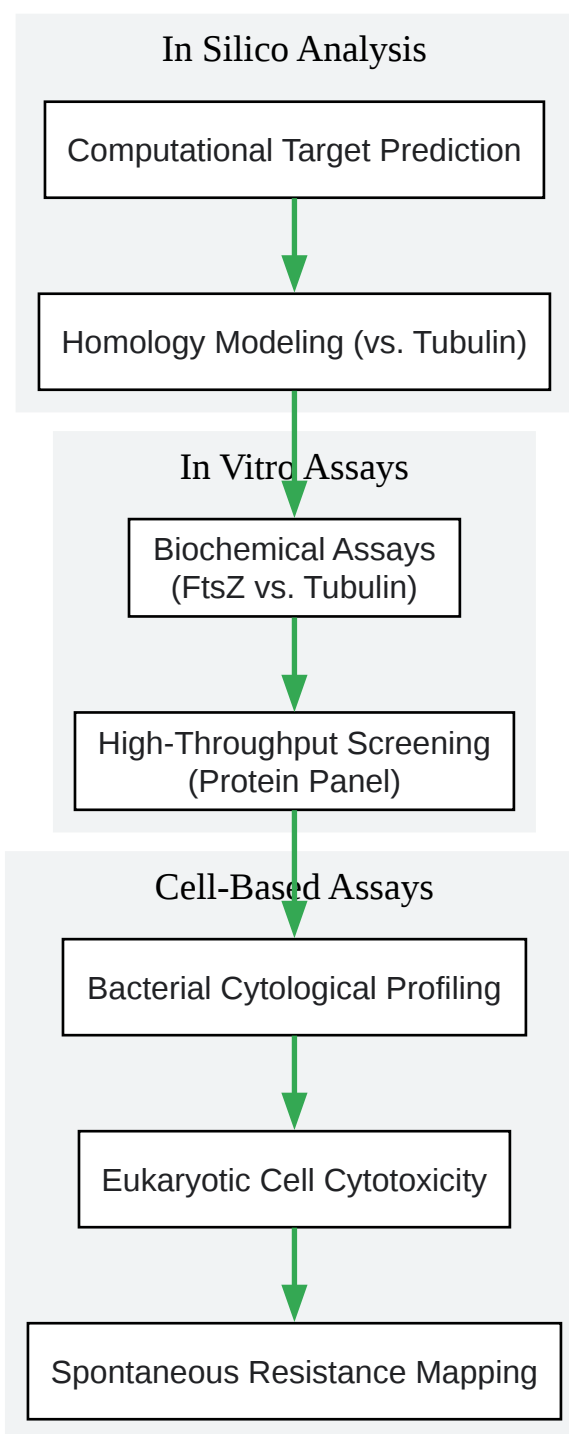 In Silico Analysis
Computational Target Prediction
Homology Modeling (vs. Tubulin)
In Vitro Assays
Biochemical Assays
(FtsZ vs. Tubulin)
High-Throughput Screening
(Protein Panel)
Cell-Based Assays
Bacterial Cytological Profiling
Eukaryotic Cell Cytotoxicity
Spontaneous Resistance Mapping